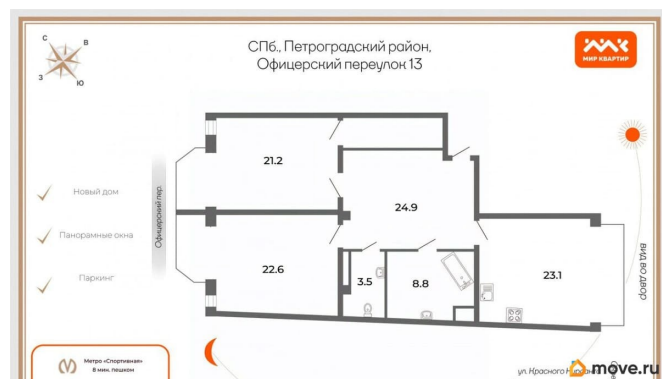 С
В
З
Ю
СПб., Петроградский район,
Офицерский переулок 13
МИР КВАРТИР
Новый дом
Панорамные окна
Паркинг
Офицерский пер.
21.2
24.9
22.6
3.5
8.8
23.1
ВИД ВО ДВОР
Метро «Спортивная»
8 мин. пешком
ул. Красного
move.ru